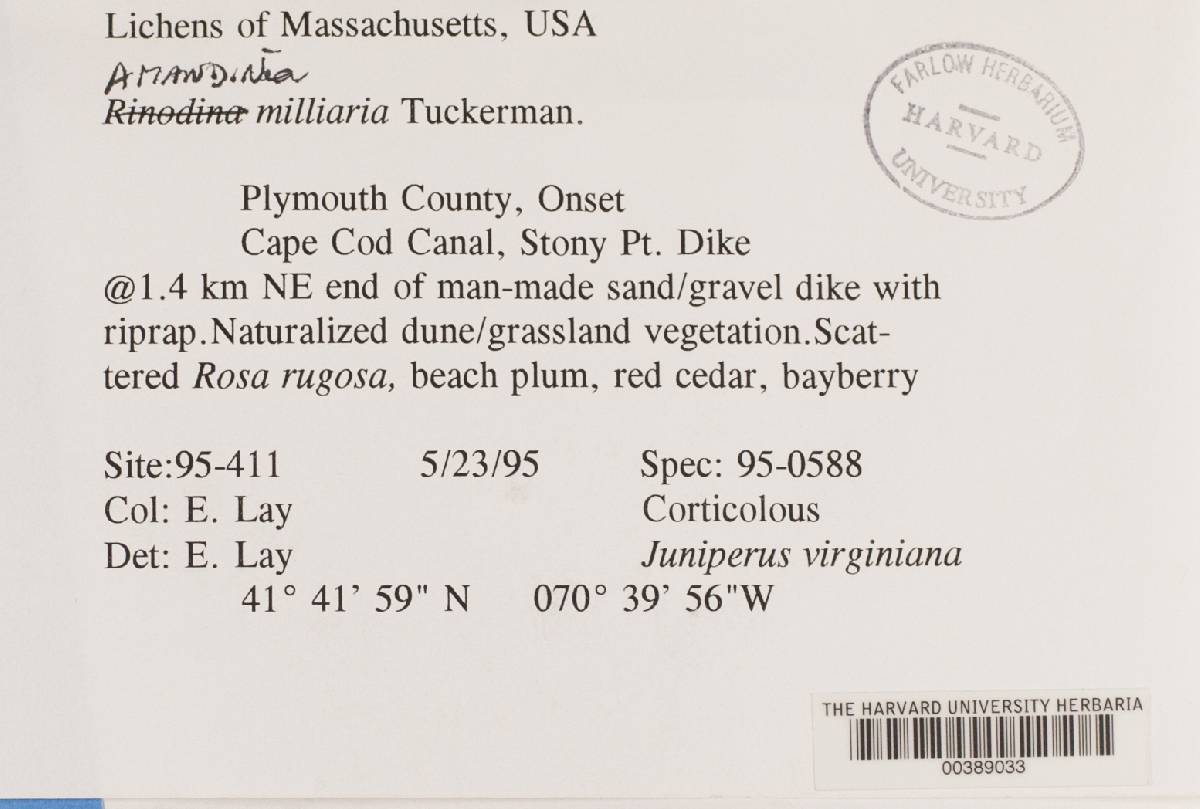 Lichens of Massachusetts, USA
AMANDINEA
Rinodina milliaria Tuckerman.
FARLOW HERBARIUM
HARVARD
UNIVERSITY
Plymouth County, Onset
Cape Cod Canal, Stony Pt. Dike
@1.4 km NE end of man-made sand/gravel dike with
riprap.Naturalized dune/grassland vegetation.Scat-
tered Rosa rugosa, beach plum, red cedar, bayberry
Site:95-411 5/23/95 Spec: 95-0588
Col: E. Lay Corticolous
Det: E. Lay Juniperus virginiana
41° 41’ 59" N 070° 39’ 56"W
THE HARVARD UNIVERSITY HERBARIA
00389033